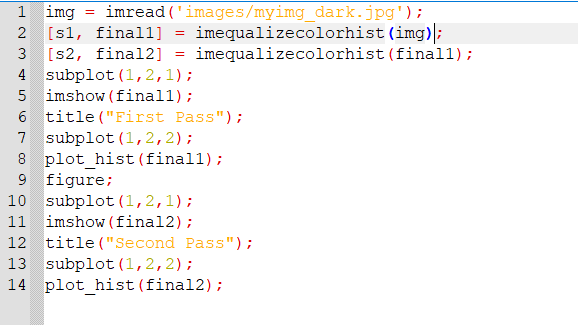 1 img = imread('images/myimg_dark.jpg');
2 [s1, final1] = imequalizecolorhist(img);
3 [s2, final2] = imequalizecolorhist(final1);
4 subplot(1,2,1);
5 imshow(final1);
6 title("First Pass");
7 subplot(1,2,2);
8 plot_hist(final1);
9 figure;
10 subplot(1,2,1);
11 imshow(final2);
12 title("Second Pass");
13 subplot(1,2,2);
14 plot_hist(final2);